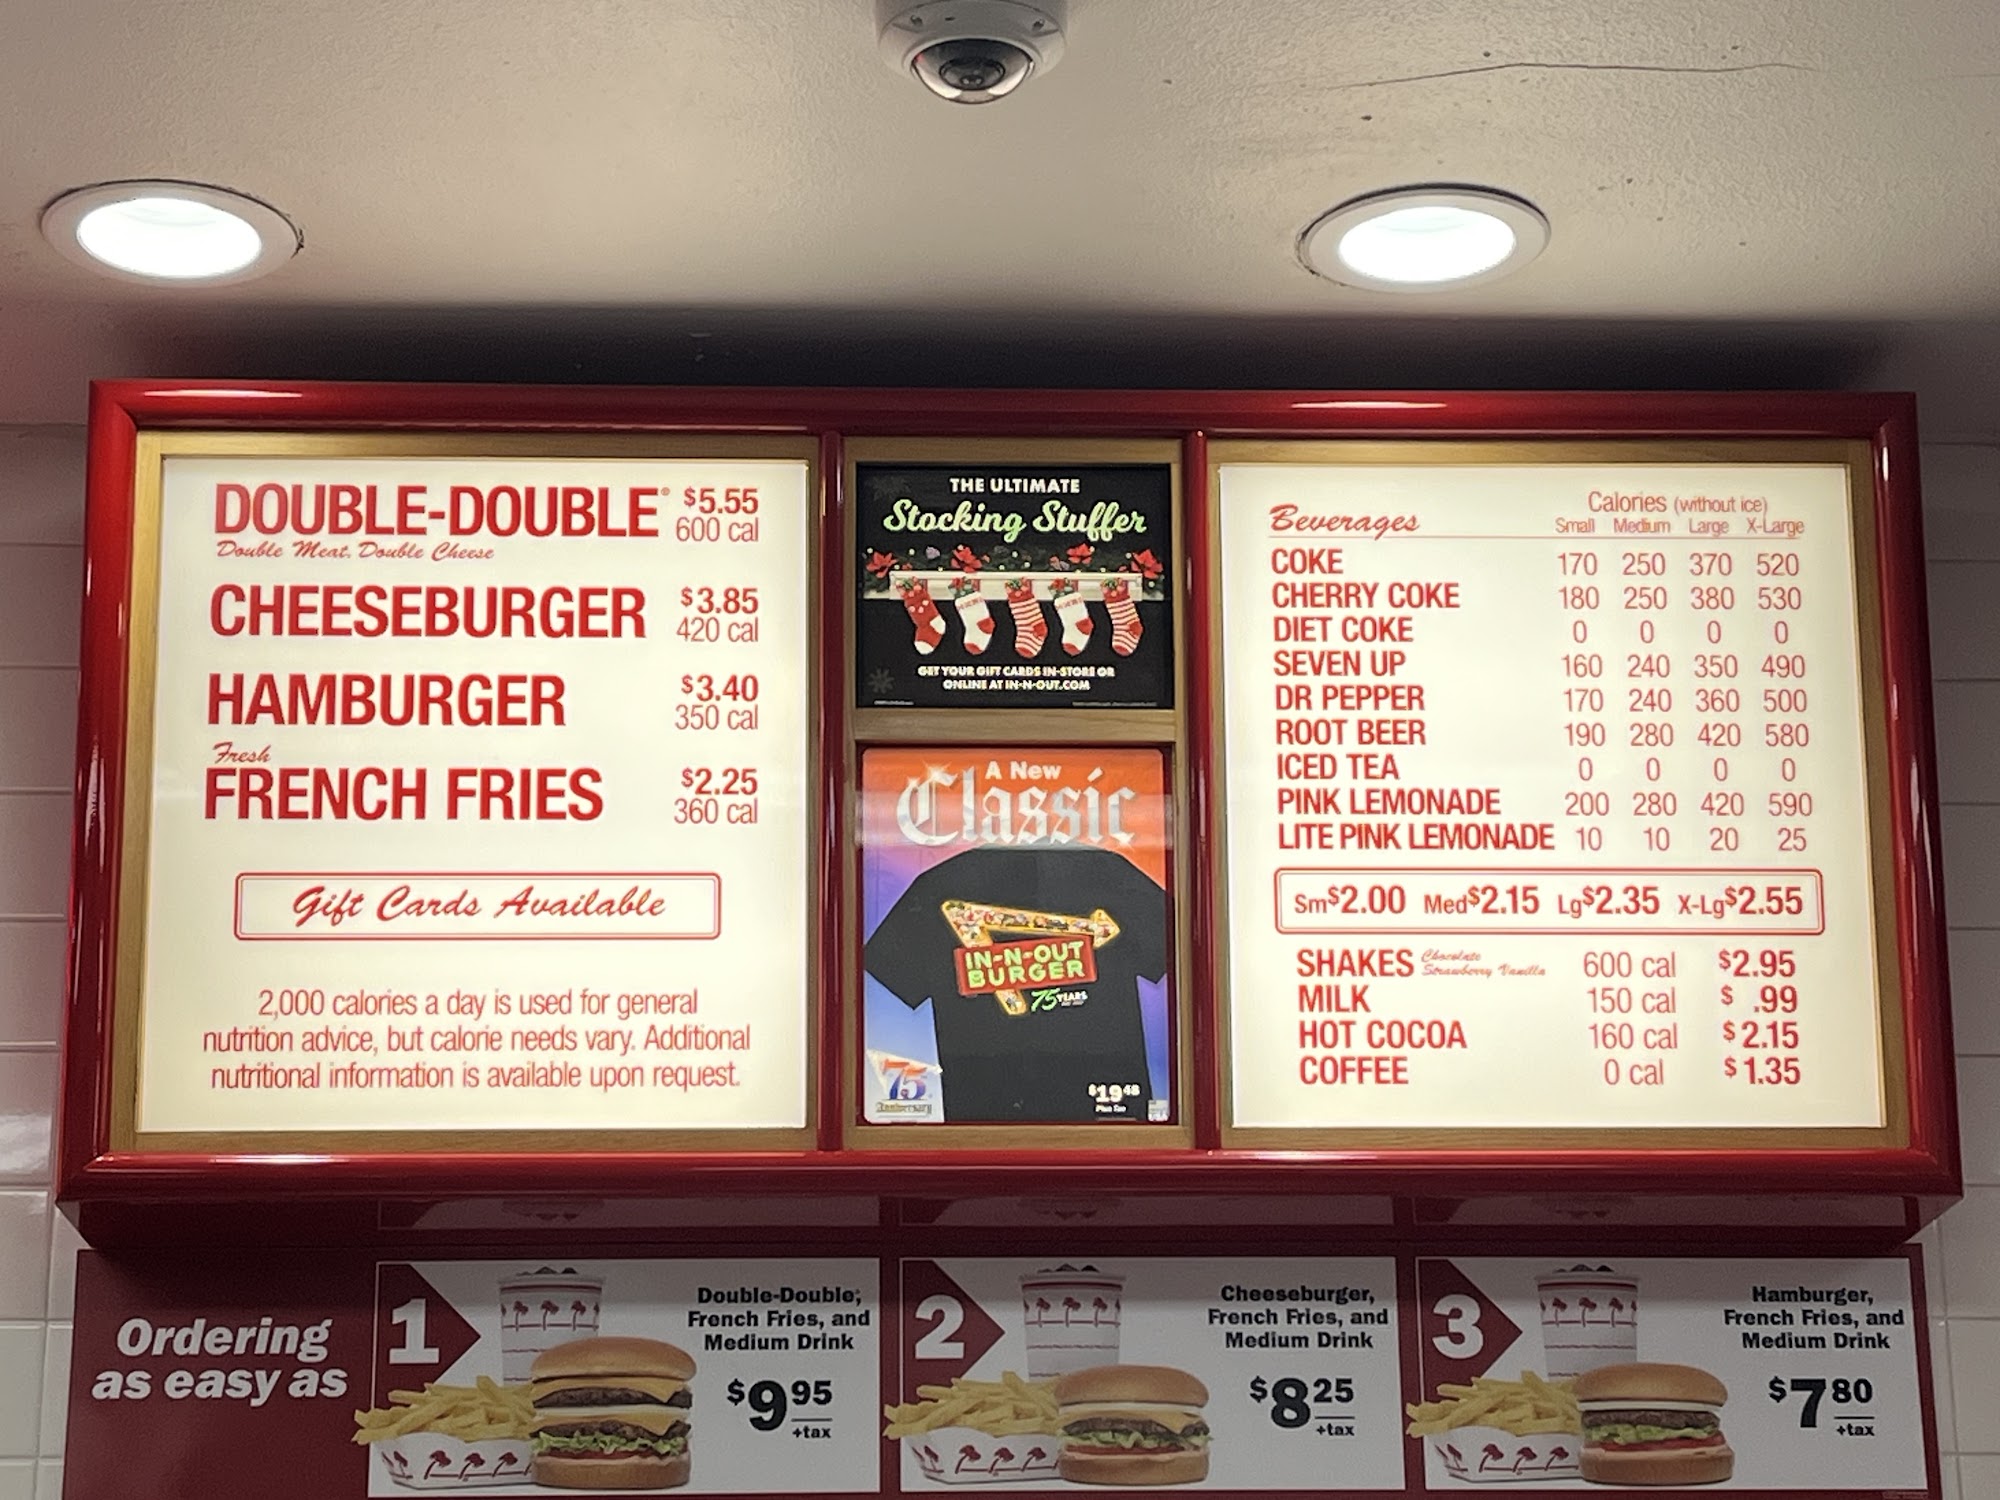 DOUBLE-DOUBLE® $5.55
600 cal
Double Meat. Double Cheese
CHEESEBURGER $3.85
420 cal
HAMBURGER $3.40
350 cal
Fresh
FRENCH FRIES $2.25
360 cal
Gift Cards Available
2,000 calories a day is used for general
nutrition advice, but calorie needs vary. Additional
nutritional information is available upon request.
THE ULTIMATE
Stocking Stuffer
GET YOUR GIFT CARDS IN-STORE OR
ONLINE AT IN-N-OUT.COM
A New
Classic
IN-N-OUT
BURGER
75 YEARS
75
Anniversary
$19.48
Plus Tax
Calories (without ice)
Beverages Small Medium Large X-Large
COKE 170 250 370 520
CHERRY COKE 180 250 380 530
DIET COKE 0 0 0 0
SEVEN UP 160 240 350 490
DR PEPPER 170 240 360 500
ROOT BEER 190 280 420 580
ICED TEA 0 0 0 0
PINK LEMONADE 200 280 420 590
LITE PINK LEMONADE 10 10 20 25
Sm$2.00 Med$2.15 Lg$2.35 X-Lg$2.55
SHAKES Chocolate Strawberry Vanilla 600 cal $2.95
MILK 150 cal $ .99
HOT COCOA 160 cal $2.15
COFFEE 0 cal $1.35
Ordering
as easy as
1
Double-Double,
French Fries, and
Medium Drink
$9 95
+tax
2
Cheeseburger,
French Fries, and
Medium Drink
$8 25
+tax
3
Hamburger,
French Fries, and
Medium Drink
$7 80
+tax